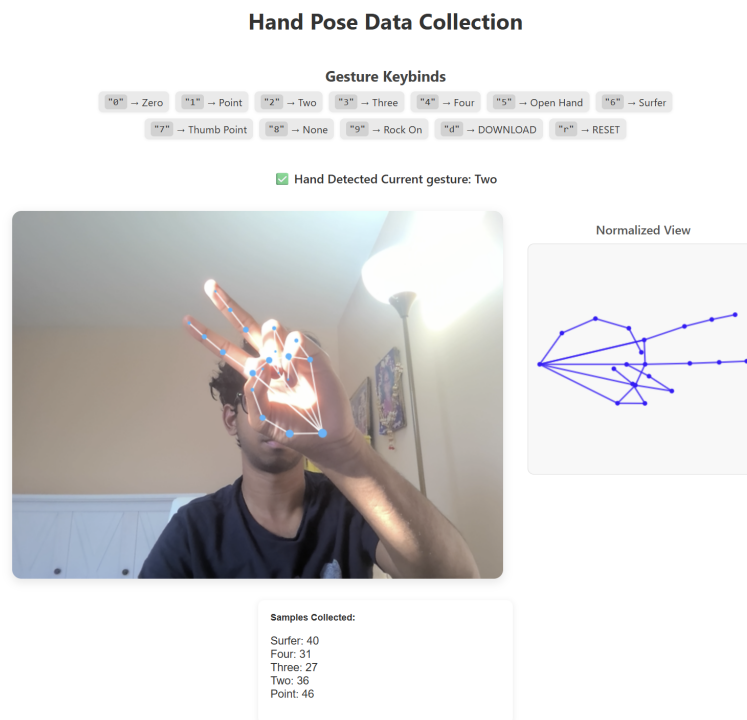 Hand Pose Data Collection
Gesture Keybinds
"0" → Zero "1" → Point "2" → Two "3" → Three "4" → Four "5" → Open Hand "6" → Surfer
"7" → Thumb Point "8" → None "9" → Rock On "d" → DOWNLOAD "r" → RESET
✅ Hand Detected Current gesture: Two
Normalized View
Samples Collected:
Surfer: 40
Four: 31
Three: 27
Two: 36
Point: 46